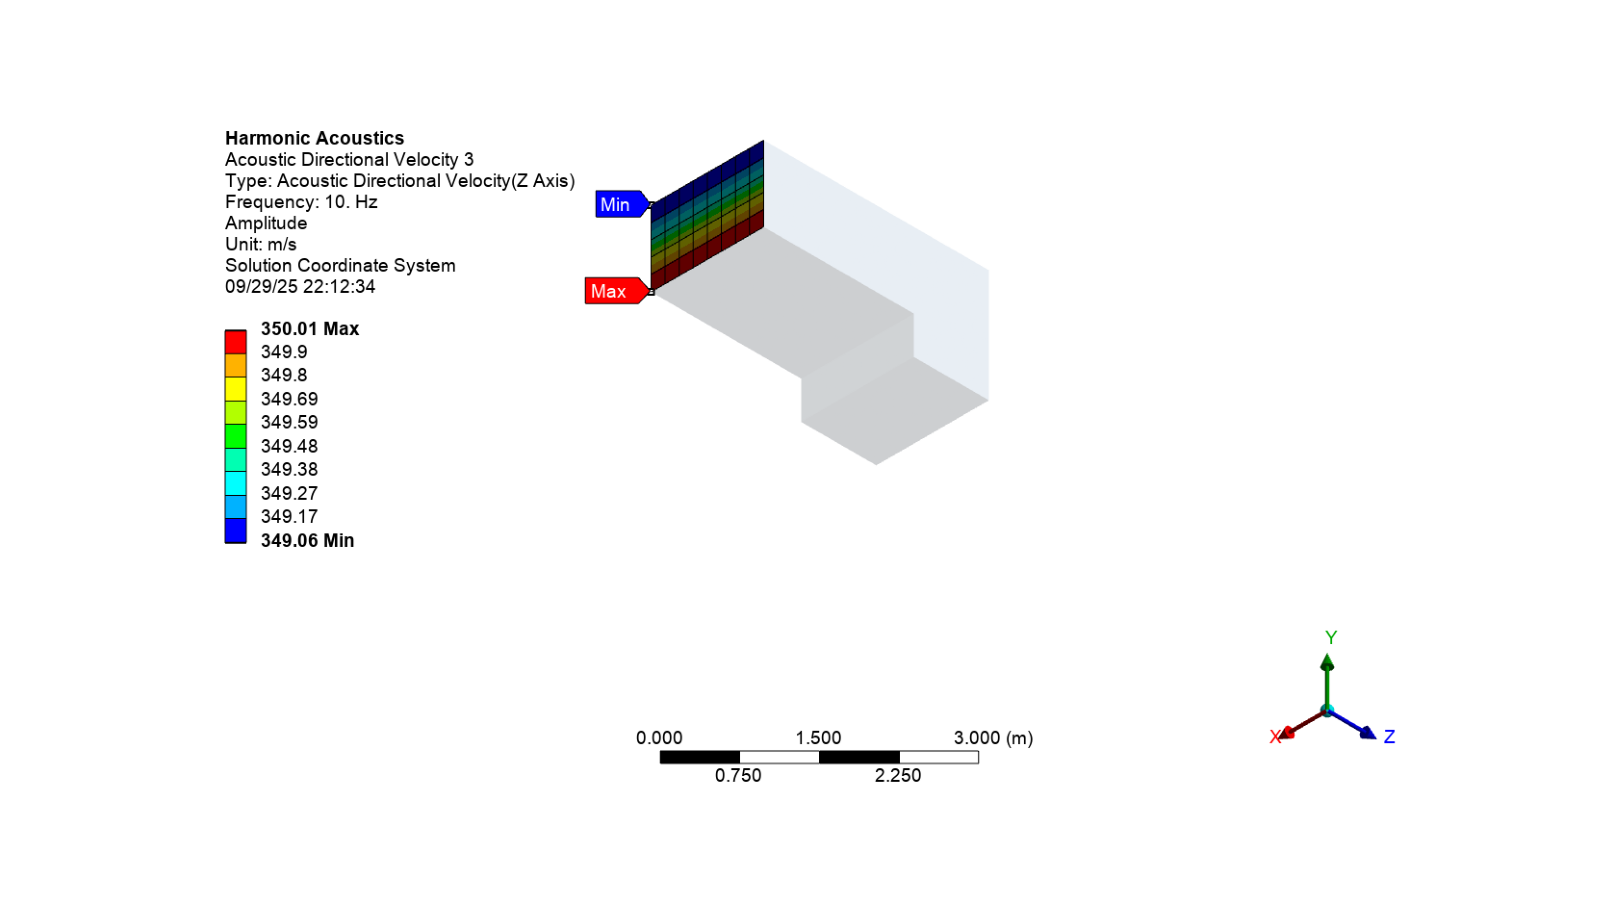 Harmonic Acoustics
Acoustic Directional Velocity 3
Type: Acoustic Directional Velocity(Z Axis)
Frequency: 10. Hz
Amplitude
Unit: m/s
Solution Coordinate System
09/29/25 22:12:34
350.01 Max
349.9
349.8
349.69
349.59
349.48
349.38
349.27
349.17
349.06 Min
Min
Max
0.000 1.500 3.000 (m)
0.750 2.250
Y
X Z